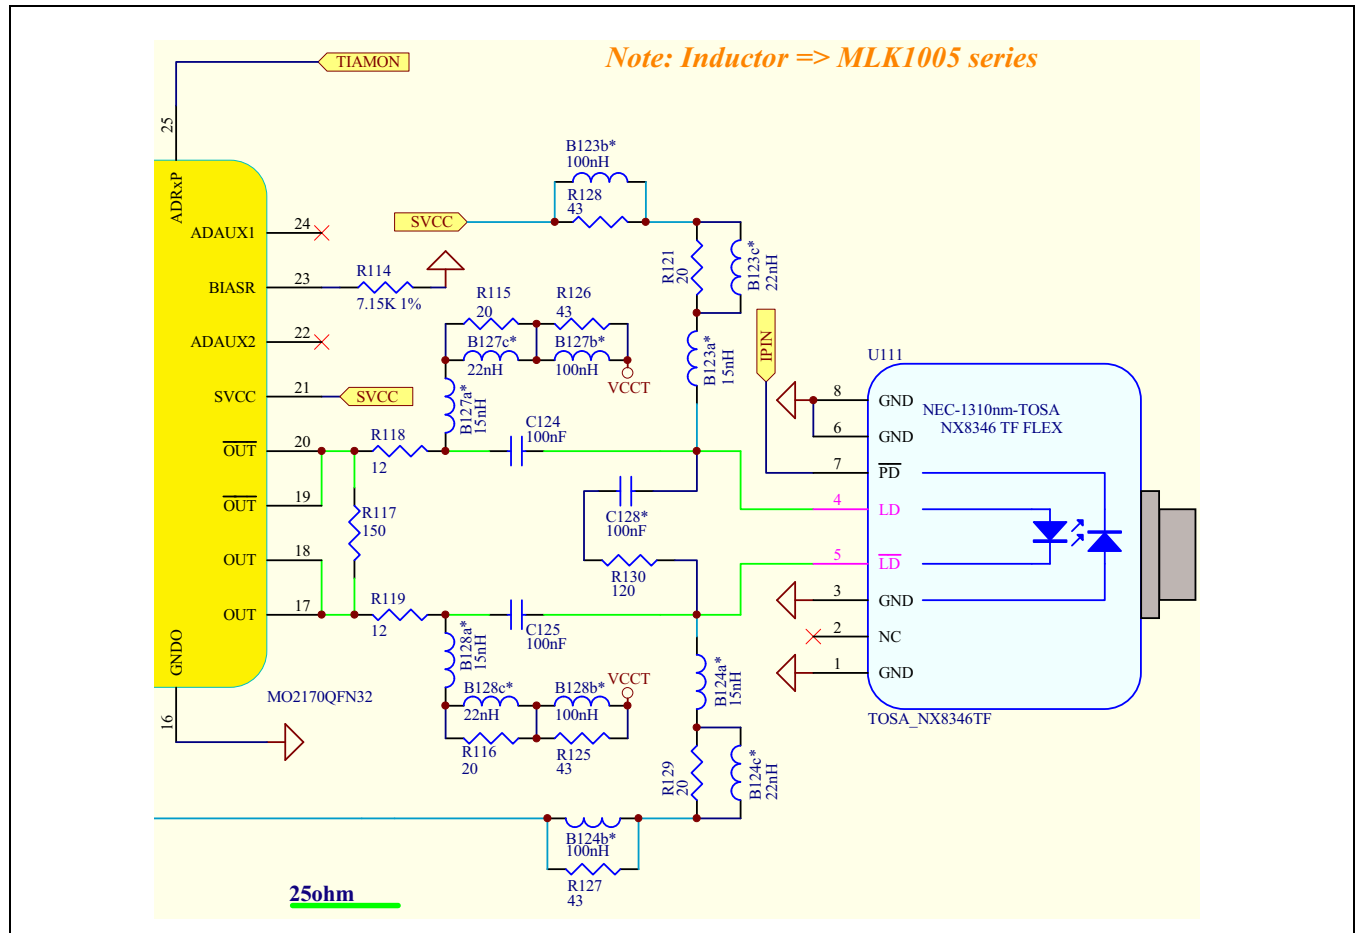 Note: Inductor => MLK1005 series
TIAMON
25
ADRxP
B123b*
100nH
R128
43
SVCC
24
ADAUX1
R121
20
B123c*
22nH
23
BIASR
R114
7.15K 1%
R115
20
R126
43
B127c*
22nH
B127b*
100nH
VCCT
22
ADAUX2
B123a*
15nH
IPIN
21
SVCC
SVCC
B127a*
15nH
U111
8
GND
NEC-1310nm-TOSA
NX8346 TF FLEX
6
GND
20
OUT
R118
12
C124
100nF
7
PD
19
OUT
R117
150
C128*
100nF
4
LD
18
OUT
R130
120
5
LD
17
OUT
R119
12
C125
100nF
3
GND
2
NC
1
GND
GNDO
B128a*
15nH
B124a*
15nH
MO2170QFN32
B128c*
22nH
B128b*
100nH
VCCT
TOSA_NX8346TF
16
R116
20
R125
43
R129
20
B124c*
22nH
B124b*
100nH
R127
43
25ohm